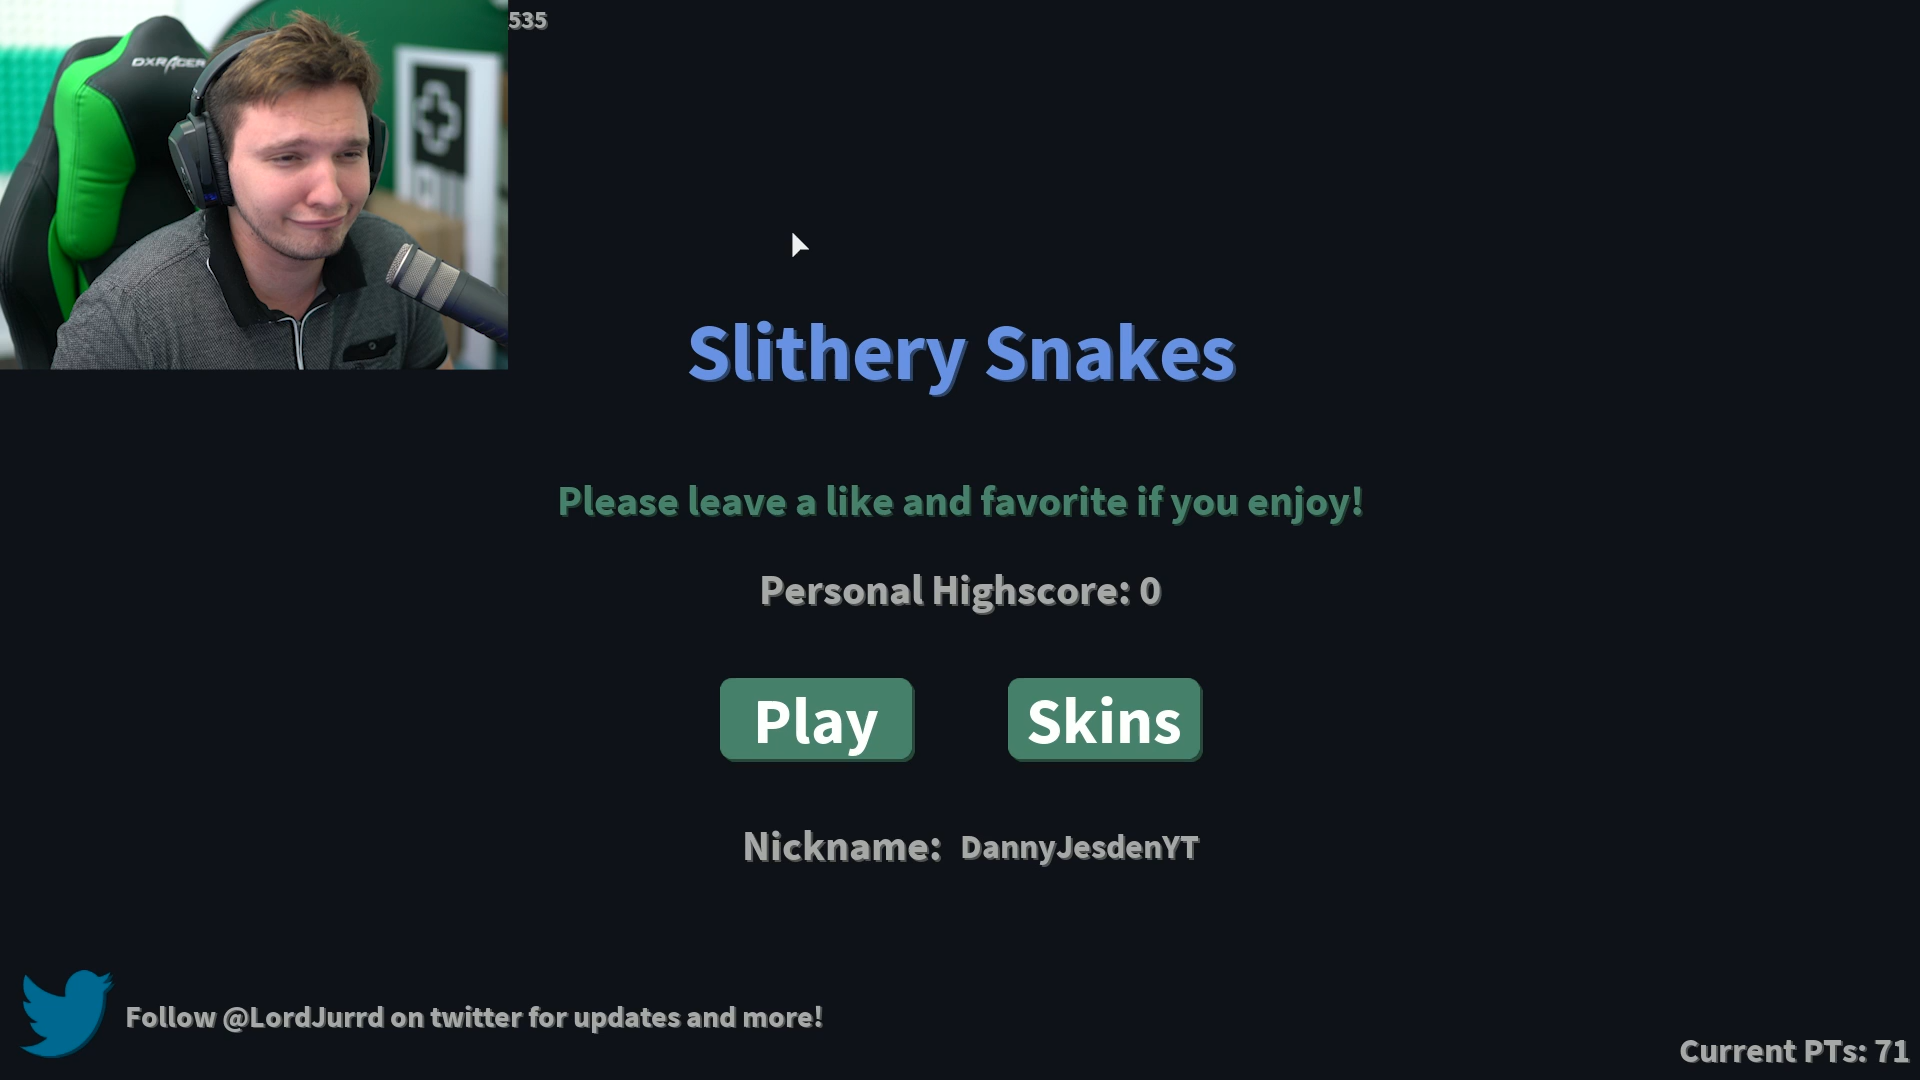 535
DXRACER
Slithery Snakes
Please leave a like and favorite if you enjoy!
Personal Highscore: 0
Play
Skins
Nickname: DannyJesdenYT
Follow @LordJurrd on twitter for updates and more!
Current PTs: 71